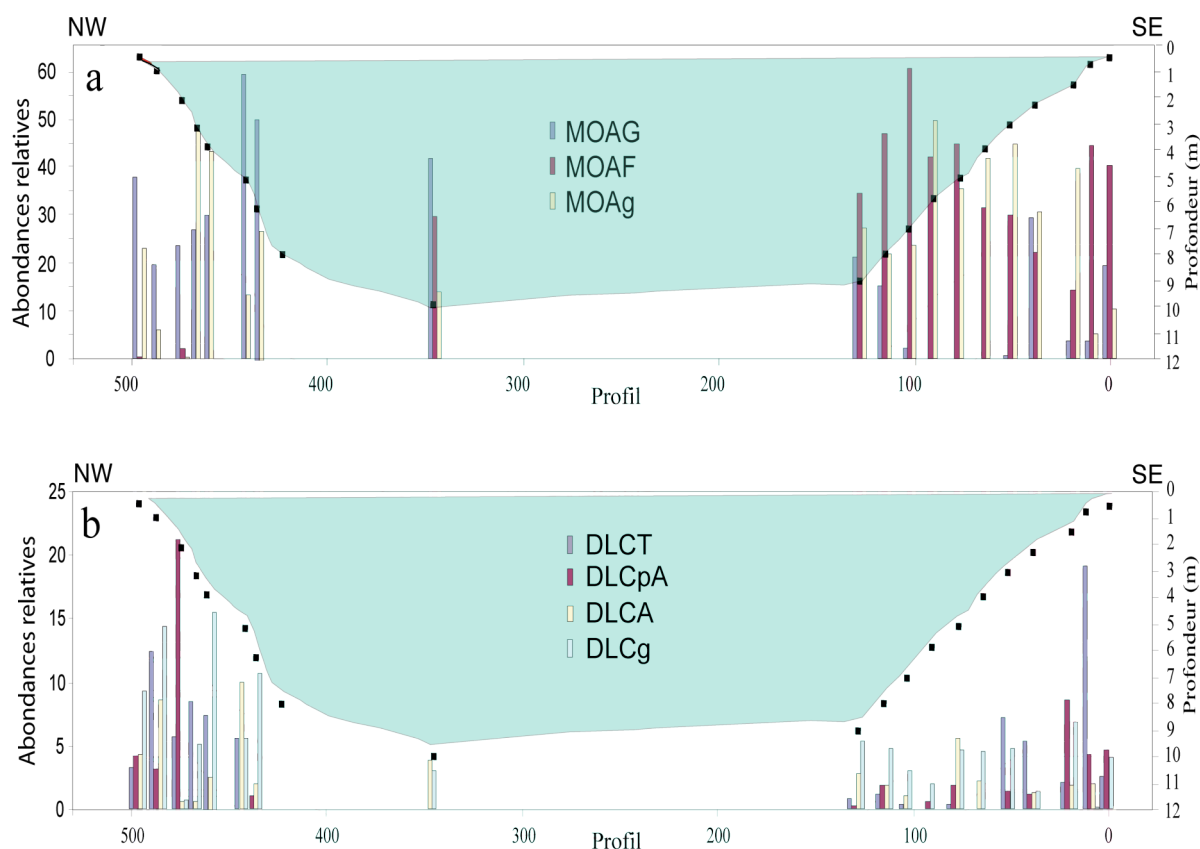 NW SE
a
Abondances relatives
60
50
40
30
20
10
0
MOAG
MOAF
MOAg
0
1
2
3
4
5
6
7
8
9
10
11
12
Profondeur (m)
500 400 300 200 100 0
Profil
NW SE
b
Abondances relatives
25
20
15
10
5
0
DLCT
DLCpA
DLCA
DLCg
0
1
2
3
4
5
6
7
8
9
10
11
12
Profondeur (m)
500 400 300 200 100 0
Profil